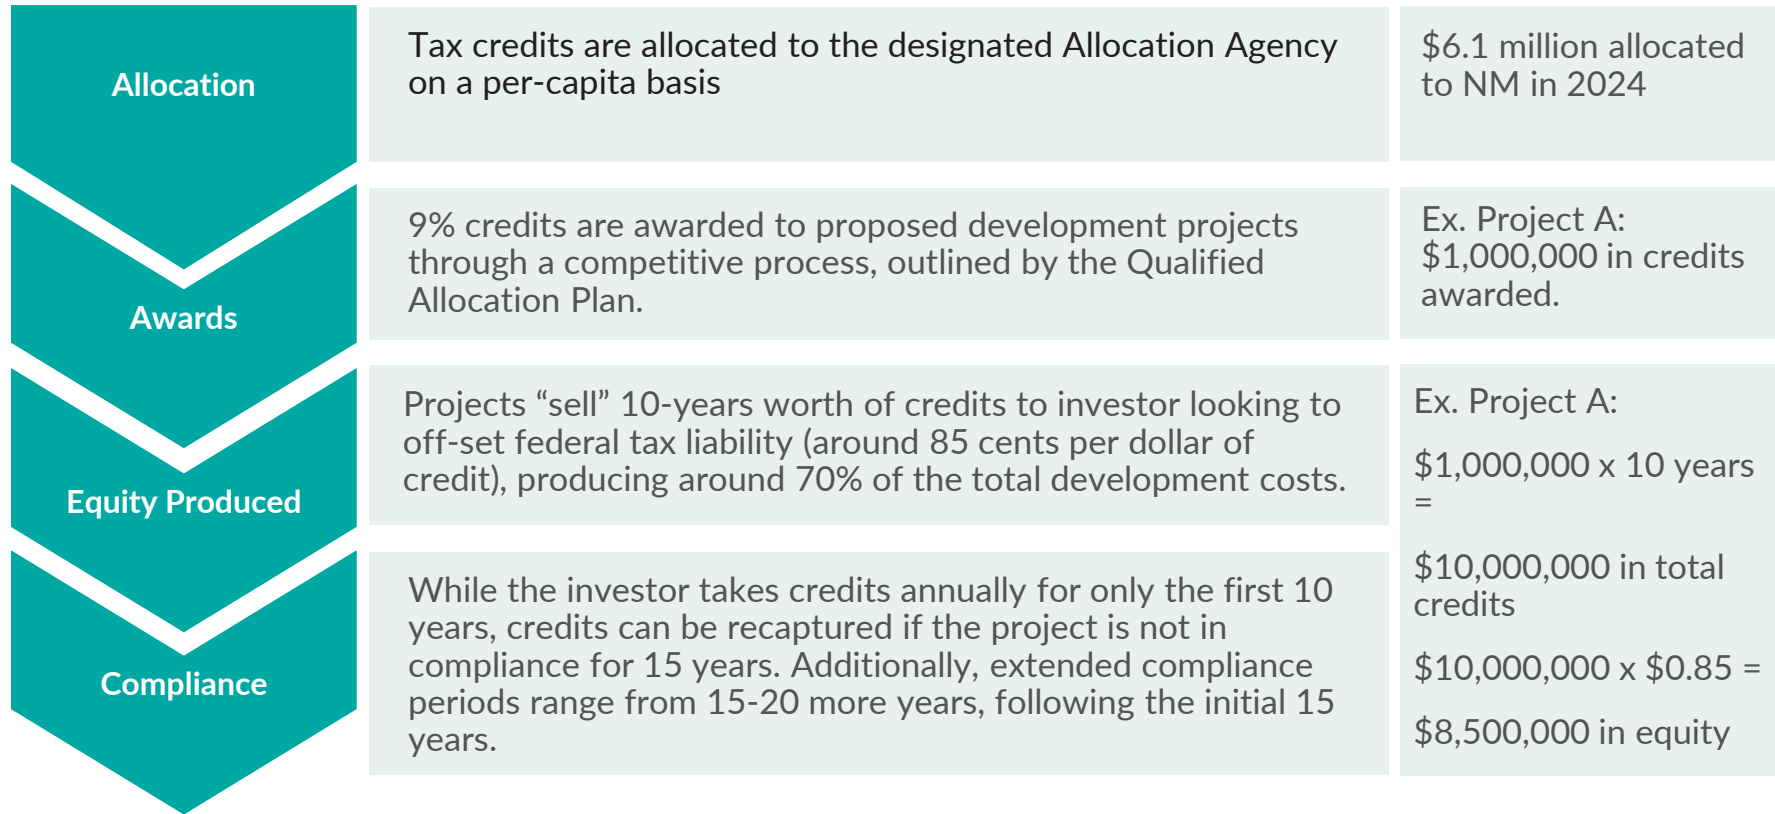 Allocation
Tax credits are allocated to the designated Allocation Agency
on a per-capita basis
$6.1 million allocated
to NM in 2024
Awards
9% credits are awarded to proposed development projects
through a competitive process, outlined by the Qualified
Allocation Plan.
Ex. Project A:
$1,000,000 in credits
awarded.
Equity Produced
Projects “sell” 10-years worth of credits to investor looking to
off-set federal tax liability (around 85 cents per dollar of
credit), producing around 70% of the total development costs.
Ex. Project A:
$1,000,000 x 10 years
=
$10,000,000 in total
credits
$10,000,000 x $0.85 =
$8,500,000 in equity
Compliance
While the investor takes credits annually for only the first 10
years, credits can be recaptured if the project is not in
compliance for 15 years. Additionally, extended compliance
periods range from 15-20 more years, following the initial 15
years.